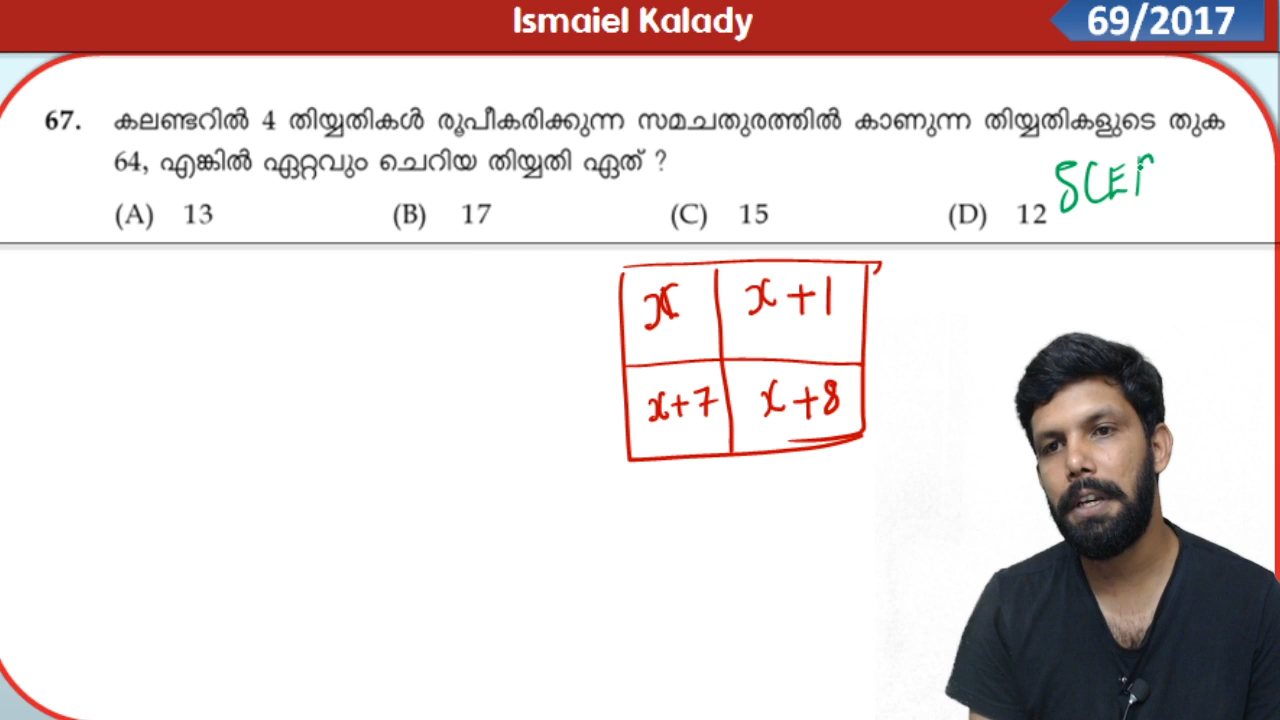 Ismaiel Kalady
69/2017
67. കലണ്ടറിൽ 4 തിയ്യതികൾ രൂപീകരിക്കുന്ന സമചതുരത്തിൽ കാണുന്ന തിയ്യതികളുടെ തുക
64, എങ്കിൽ ഏറ്റവും ചെറിയ തിയ്യതി ഏത് ?
(A) 13 (B) 17 (C) 15 (D) 12
x x+1
x+7 x+8